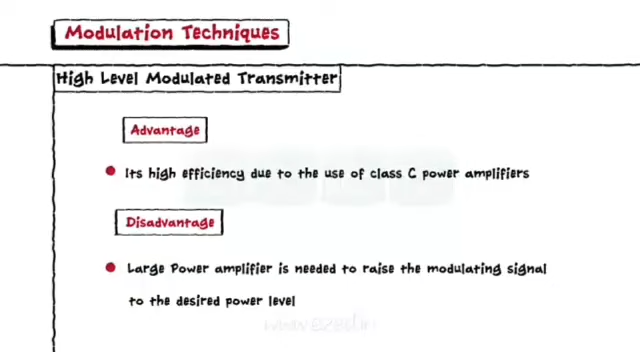 Modulation Techniques
High Level Modulated Transmitter
Advantage
Its high efficiency due to the use of class C power amplifiers
Disadvantage
Large Power amplifier is needed to raise the modulating signal
to the desired power level